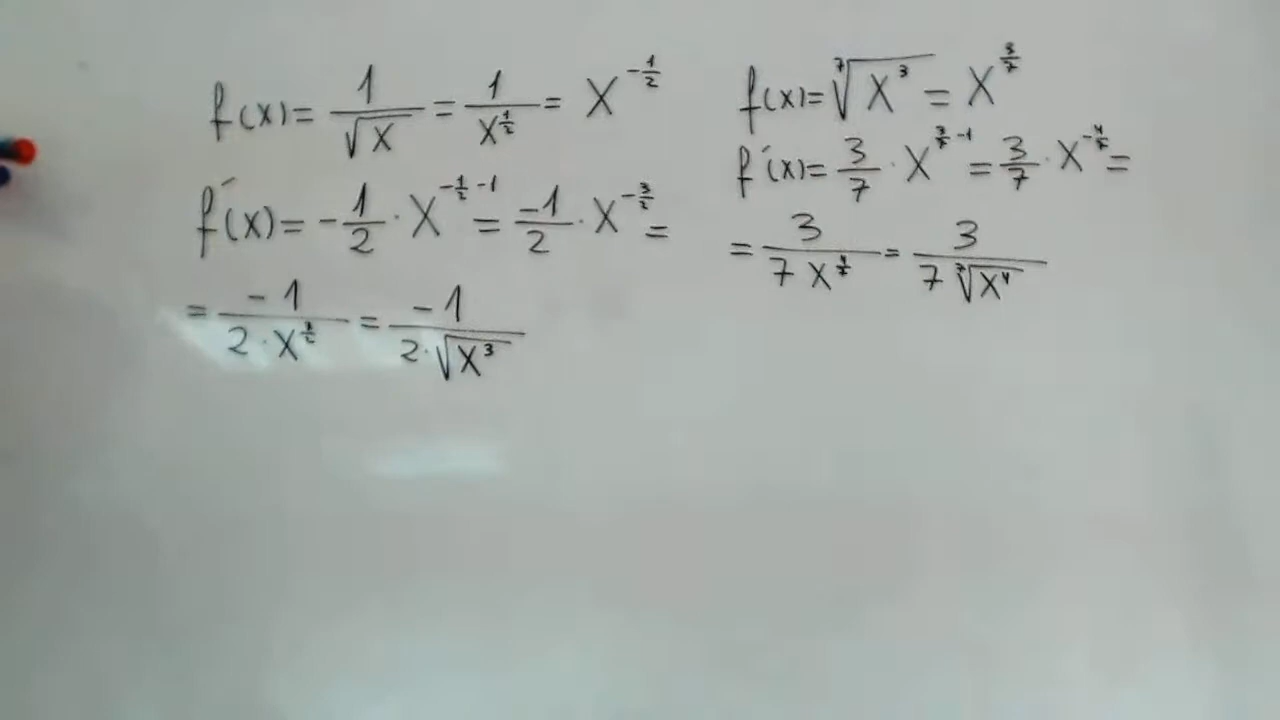 f(x)= 1/√x = 1/x^(1/2) = x^(-1/2)
f´(x)= -1/2 · x^(-1/2 -1) = -1/2 · x^(-3/2) =
= -1/(2·x^(3/2)) = -1/(2·√x³)
f(x)= ⁷√x³ = x^(3/7)
f´(x)= 3/7 · x^(3/7 -1) = 3/7 · x^(-4/7) =
= 3/(7x^(4/7)) = 3/(7 ⁷√x⁴)